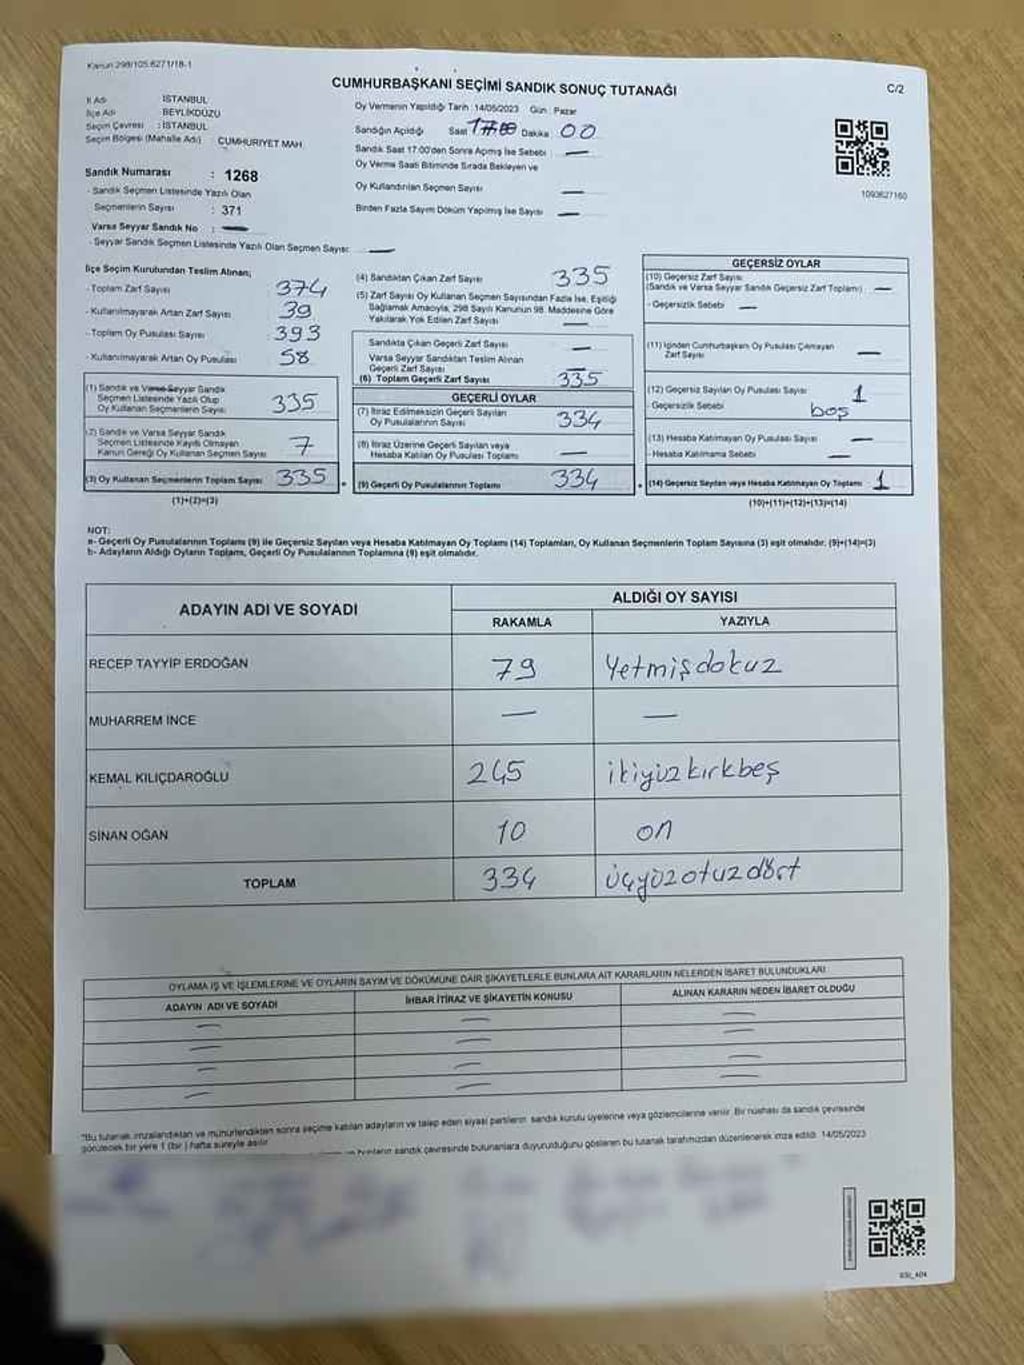 Kanun 298/105.6271/18-1
CUMHURBAŞKANI SEÇİMİ SANDIK SONUÇ TUTANAĞI
C/2
İl Adı : İSTANBUL
İlçe Adı : BEYLİKDÜZÜ
Seçim Çevresi : İSTANBUL
Seçim Bölgesi (Mahalle Adı) CUMHURİYET MAH.
Sandık Numarası : 1268
- Sandık Seçmen Listesinde Yazılı Olan
Seçmenlerin Sayısı : 371
Varsa Seyyar Sandık No : —
- Seyyar Sandık Seçmen Listesinde Yazılı Olan Seçmen Sayısı: —
Oy Vermenin Yapıldığı Tarih : 14/05/2023 Gün : Pazar
Sandığın Açıldığı Saat 17:00 Dakika 00
Sandık Saat 17:00'den Sonra Açımış İse Sebebi : —
Oy Verme Saati Bitiminde Sırada Bekleyen ve
Oy Kullandırılan Seçmen Sayısı —
Birden Fazla Sayım Döküm Yapılmış İse Sayısı —
1090627160
İlçe Seçim Kurulundan Teslim Alınan;
- Toplam Zarf Sayısı 374
- Kullanılmayarak Artan Zarf Sayısı 39
- Toplam Oy Pusulası Sayısı 393
- Kullanılmayarak Artan Oy Pusulası 58
(1) Sandık ve Varsa Seyyar Sandık
Seçmen Listesinde Yazılı Olup
Oy Kullanan Seçmenlerin Sayısı 335
(2) Sandık ve Varsa Seyyar Sandık
Seçmen Listesinde Kayıtlı Olmayan
Kanun Gereği Oy Kullanan Seçmen Sayısı 7
(3) Oy Kullanan Seçmenlerin Toplam Sayısı 335
(1)+(2)=(3)
(4) Sandıktan Çıkan Zarf Sayısı 335
(5) Zarf Sayısı Oy Kullanan Seçmen Sayısından Fazla İse, Eşitliği
Sağlamak Amacıyla, 298 Sayılı Kanunun 98. Maddesine Göre
Yakılarak Yok Edilen Zarf Sayısı —
Sandıkta Çıkan Geçerli Zarf Sayısı —
Varsa Seyyar Sandıktan Teslim Alınan
Geçerli Zarf Sayısı —
(6) Toplam Geçerli Zarf Sayısı 335
GEÇERLİ OYLAR
(7) İtiraz Edilmeksizin Geçerli Sayılan
Oy Pusulalarının Sayısı 334
(8) İtiraz Üzerine Geçerli Sayılan veya
Hesaba Katılan Oy Pusulası Toplamı —
(9) Geçerli Oy Pusulalarının Toplamı 334
GEÇERSİZ OYLAR
(10) Geçersiz Zarf Sayısı
(Sandık ve Varsa Seyyar Sandık Geçersiz Zarf Toplamı) —
- Geçersizlik Sebebi —
(11) İçinden Cumhurbaşkanı Oy Pusulası Çıkmayan
Zarf Sayısı —
(12) Geçersiz Sayılan Oy Pusulası Sayısı 1
- Geçersizlik Sebebi boş
(13) Hesaba Katılmayan Oy Pusulası Sayısı —
- Hesaba Katılmama Sebebi —
(14) Geçersiz Sayılan veya Hesaba Katılmayan Oy Toplamı 1
(10)+(11)+(12)+(13)=(14)
NOT:
a- Geçerli Oy Pusulalarının Toplamı (9) ile Geçersiz Sayılan veya Hesaba Katılmayan Oy Toplamı (14) Toplamları, Oy Kullanan Seçmenlerin Toplam Sayısına (3) eşit olmalıdır. (9)+(14)=(3)
b- Adayların Aldığı Oyların Toplamı, Geçerli Oy Pusulalarının Toplamına (9) eşit olmalıdır.
ADAYIN ADI VE SOYADI ALDIĞI OY SAYISI
RAKAMLA YAZIYLA
RECEP TAYYİP ERDOĞAN 79 Yetmişdokuz
MUHARREM İNCE — —
KEMAL KILIÇDAROĞLU 245 ikiyüzkırkbeş
SİNAN OĞAN 10 on
TOPLAM 334 üçyüzotuzdört
OYLAMA İŞ VE İŞLEMLERİNE VE OYLARIN SAYIM VE DÖKÜMÜNE DAİR ŞİKAYETLERLE BUNLARA AİT KARARLARIN NELERDEN İBARET BULUNDUKLARI
ADAYIN ADI VE SOYADI İHBAR İTİRAZ VE ŞİKAYETİN KONUSU ALINAN KARARIN NEDEN İBARET OLDUĞU
"Bu tutanak imzalandıktan ve mühürlendikten sonra seçime katılan adayların ve talep eden siyasi partilerin sandık kurulu üyelerine veya gözlemcilerine verilir. Bir nüshası da sandık çevresinde
görülecek bir yere 1 (bir) hafta süreyle asılır.
sandık çevresinde bulunanlara duyurulduğunu gösteren bu tutanak tarafımızdan düzenlenerek imza edildi. 14/05/2023